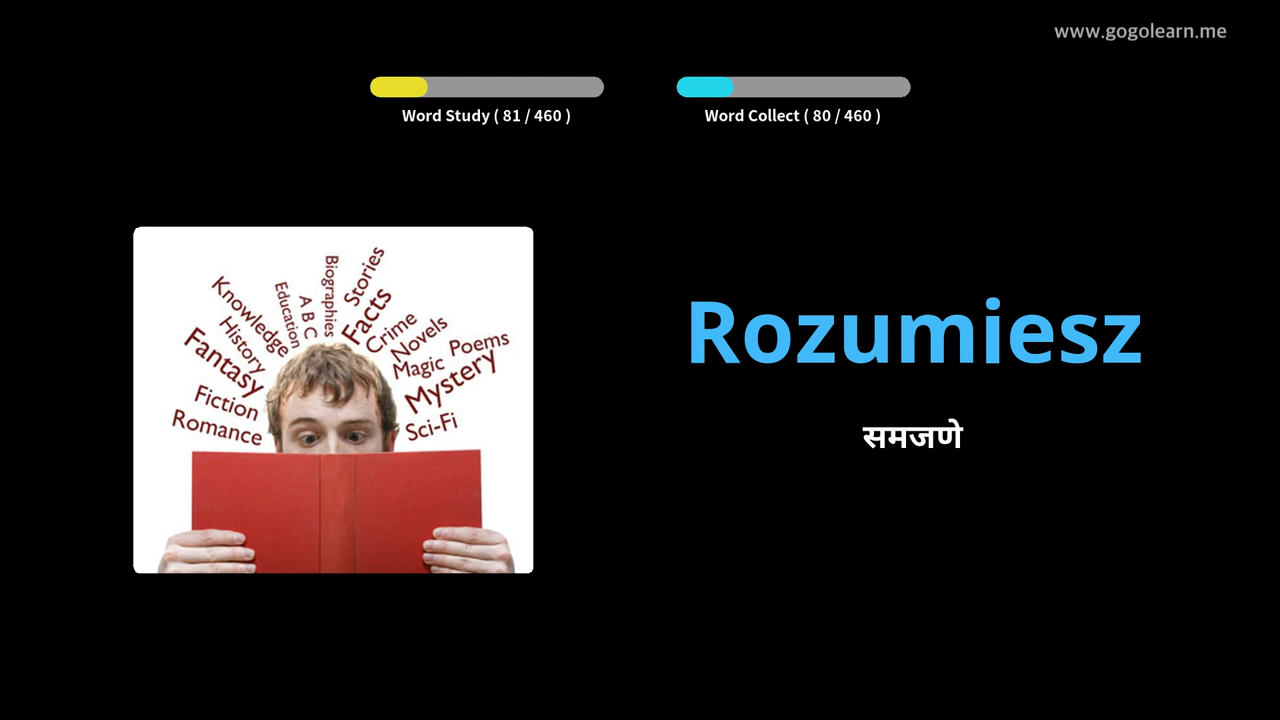 www.gogolearn.me
Word Study ( 81 / 460 )
Word Collect ( 80 / 460 )
Knowledge
Education
A B C
Biographies
Stories
History
Facts
Crime
Novels
Fantasy
Magic
Poems
Fiction
Mystery
Romance
Sci-Fi
Rozumiesz
समजणे